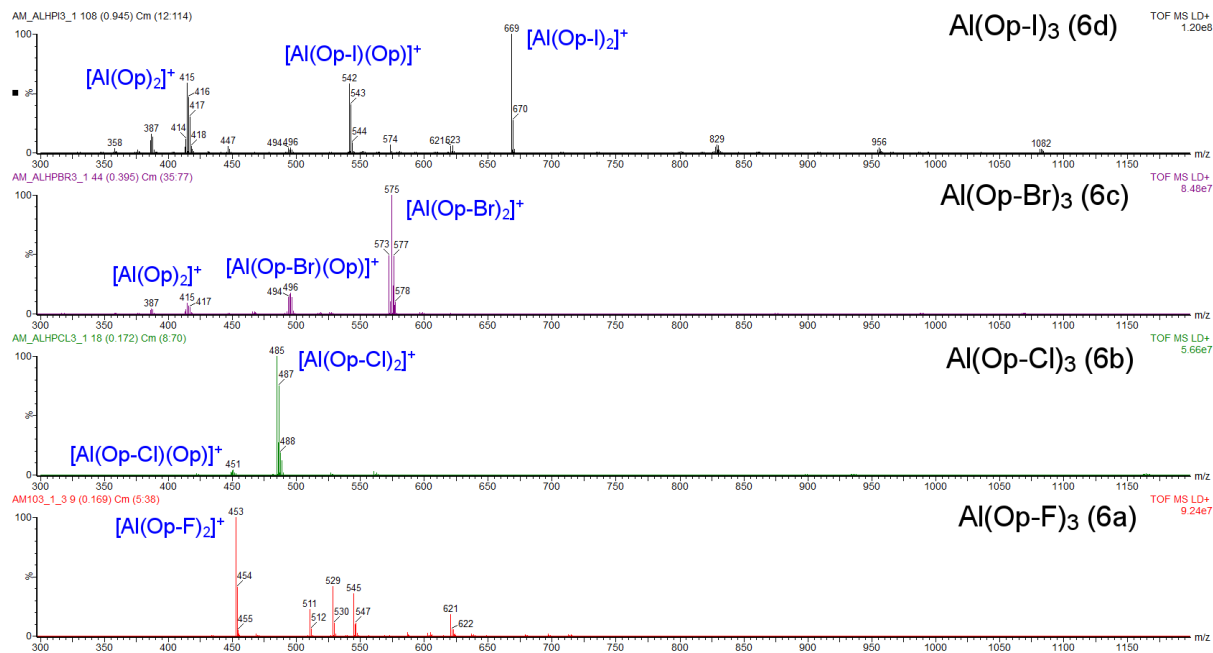 AM_ALHPI3_1 108 (0.945) Cm (12:114)
Al(Op-I)3 (6d)
TOF MS LD+
1.20e8
100
%
0
[Al(Op)2]+
[Al(Op-I)(Op)]+
[Al(Op-I)2]+
358
387
414
415
416
417
418
447
494
496
542
543
544
574
621
623
669
670
829
956
1082
300 350 400 450 500 550 600 650 700 750 800 850 900 950 1000 1050 1100 1150 m/z
AM_ALHPBR3_1 44 (0.395) Cm (35:77)
Al(Op-Br)3 (6c)
TOF MS LD+
8.48e7
100
%
0
[Al(Op)2]+
[Al(Op-Br)(Op)]+
[Al(Op-Br)2]+
387
415
417
494
496
573
575
577
578
300 350 400 450 500 550 600 650 700 750 800 850 900 950 1000 1050 1100 1150 m/z
AM_ALHPCL3_1 18 (0.172) Cm (8:70)
Al(Op-Cl)3 (6b)
TOF MS LD+
5.66e7
100
%
0
[Al(Op-Cl)(Op)]+
[Al(Op-Cl)2]+
451
485
487
488
300 350 400 450 500 550 600 650 700 750 800 850 900 950 1000 1050 1100 1150 m/z
AM103_1_3 9 (0.169) Cm (5:38)
Al(Op-F)3 (6a)
TOF MS LD+
9.24e7
100
%
0
[Al(Op-F)2]+
453
454
455
511
512
529
530
545
547
621
622
300 350 400 450 500 550 600 650 700 750 800 850 900 950 1000 1050 1100 1150 m/z